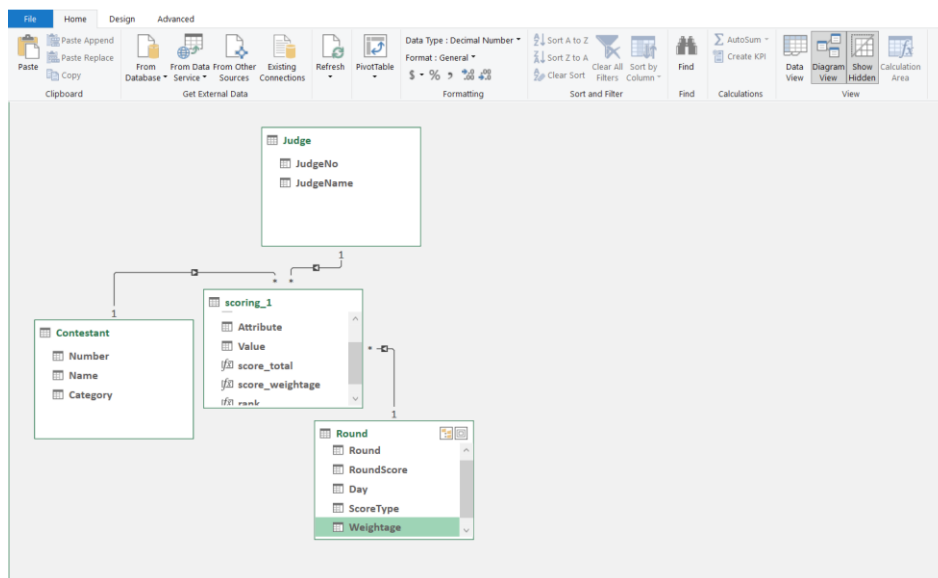 File Home Design Advanced
Paste
Paste Append
Paste Replace
Copy
Clipboard
From Database
From Data Service
From Other Sources
Existing Connections
Get External Data
Refresh
PivotTable
Data Type : Decimal Number
Format : General
$ % 9
Formatting
Sort A to Z
Sort Z to A
Clear Sort
Clear All Filters
Sort by Column
Sort and Filter
Find
Find
AutoSum
Create KPI
Calculations
Data View
Diagram View
Show Hidden
Calculation Area
View
Judge
JudgeNo
JudgeName
1
* *
1
Contestant
Number
Name
Category
scoring_1
Attribute
Value
fx score_total
fx score_weightage
fx rank
*
1
Round
Round
RoundScore
Day
ScoreType
Weightage